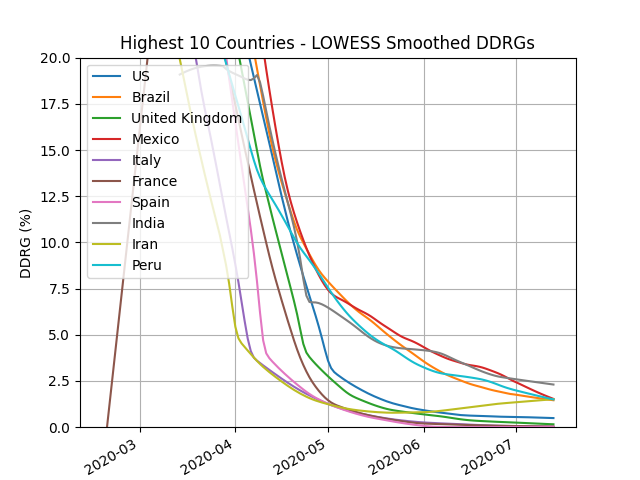 Highest 10 Countries - LOWESS Smoothed DDRGs
20.0
17.5
15.0
12.5
10.0
7.5
5.0
2.5
0.0
DDRG (%)
US
Brazil
United Kingdom
Mexico
Italy
France
Spain
India
Iran
Peru
2020-03
2020-04
2020-05
2020-06
2020-07